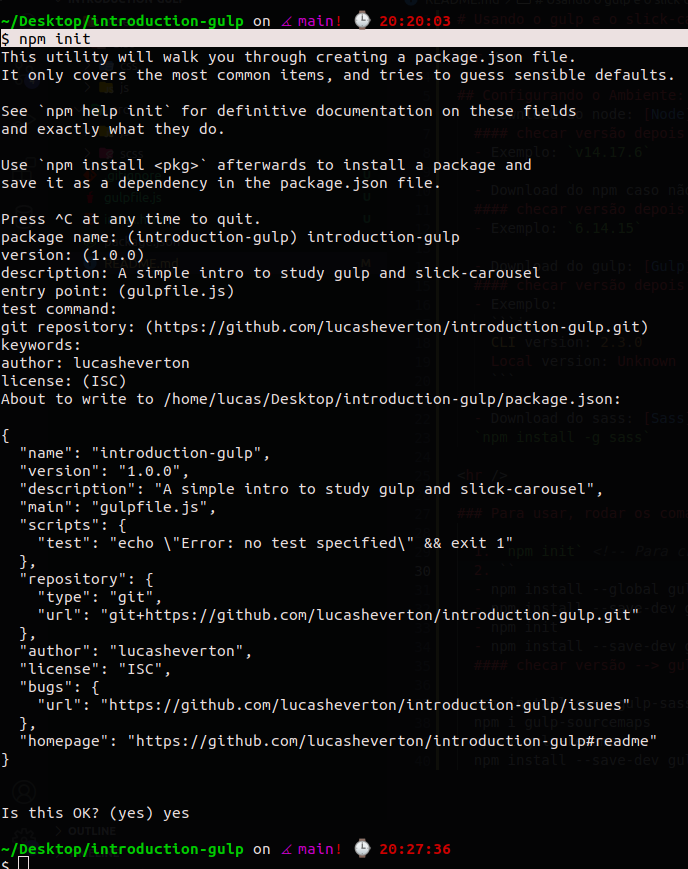 ~/Desktop/introduction-gulp on main! 20:20:03
$ npm init
This utility will walk you through creating a package.json file.
It only covers the most common items, and tries to guess sensible defaults.
See `npm help init` for definitive documentation on these fields
and exactly what they do.
Use `npm install <pkg>` afterwards to install a package and
save it as a dependency in the package.json file.
Press ^C at any time to quit.
package name: (introduction-gulp) introduction-gulp
version: (1.0.0)
description: A simple intro to study gulp and slick-carousel
entry point: (gulpfile.js)
test command:
git repository: (https://github.com/lucasheverton/introduction-gulp.git)
keywords:
author: lucasheverton
license: (ISC)
About to write to /home/lucas/Desktop/introduction-gulp/package.json:
{
  "name": "introduction-gulp",
  "version": "1.0.0",
  "description": "A simple intro to study gulp and slick-carousel",
  "main": "gulpfile.js",
  "scripts": {
    "test": "echo \"Error: no test specified\" && exit 1"
  },
  "repository": {
    "type": "git",
    "url": "git+https://github.com/lucasheverton/introduction-gulp.git"
  },
  "author": "lucasheverton",
  "license": "ISC",
  "bugs": {
    "url": "https://github.com/lucasheverton/introduction-gulp/issues"
  },
  "homepage": "https://github.com/lucasheverton/introduction-gulp#readme"
}
Is this OK? (yes) yes
~/Desktop/introduction-gulp on main! 20:27:36
$